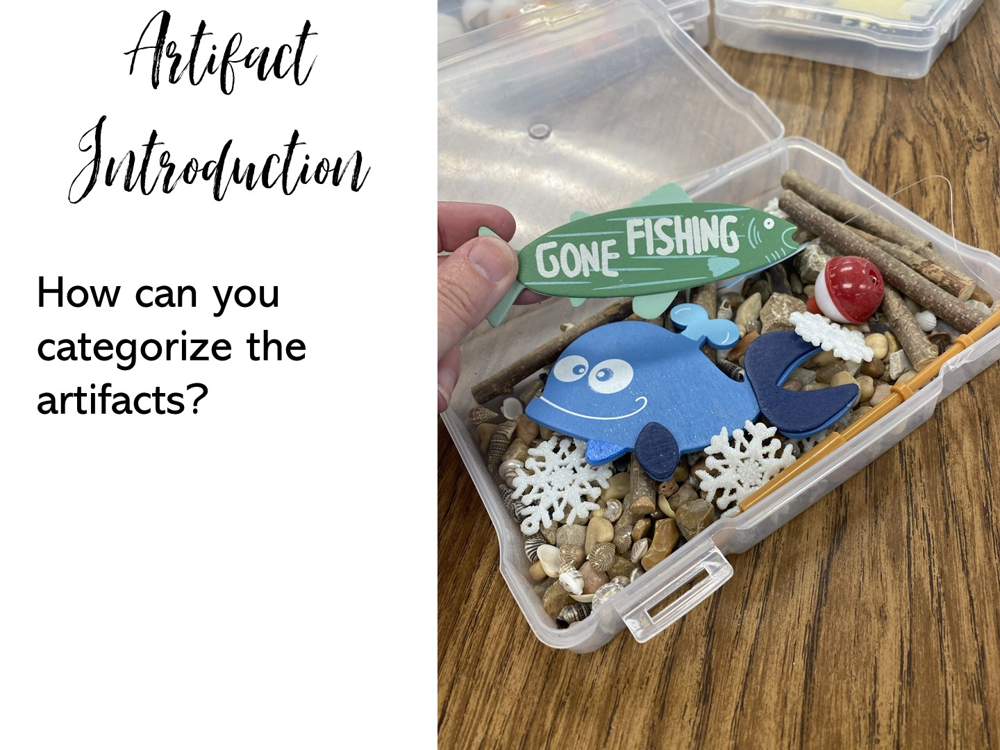 Artifact
Introduction
How can you
categorize the
artifacts?
GONE FISHING